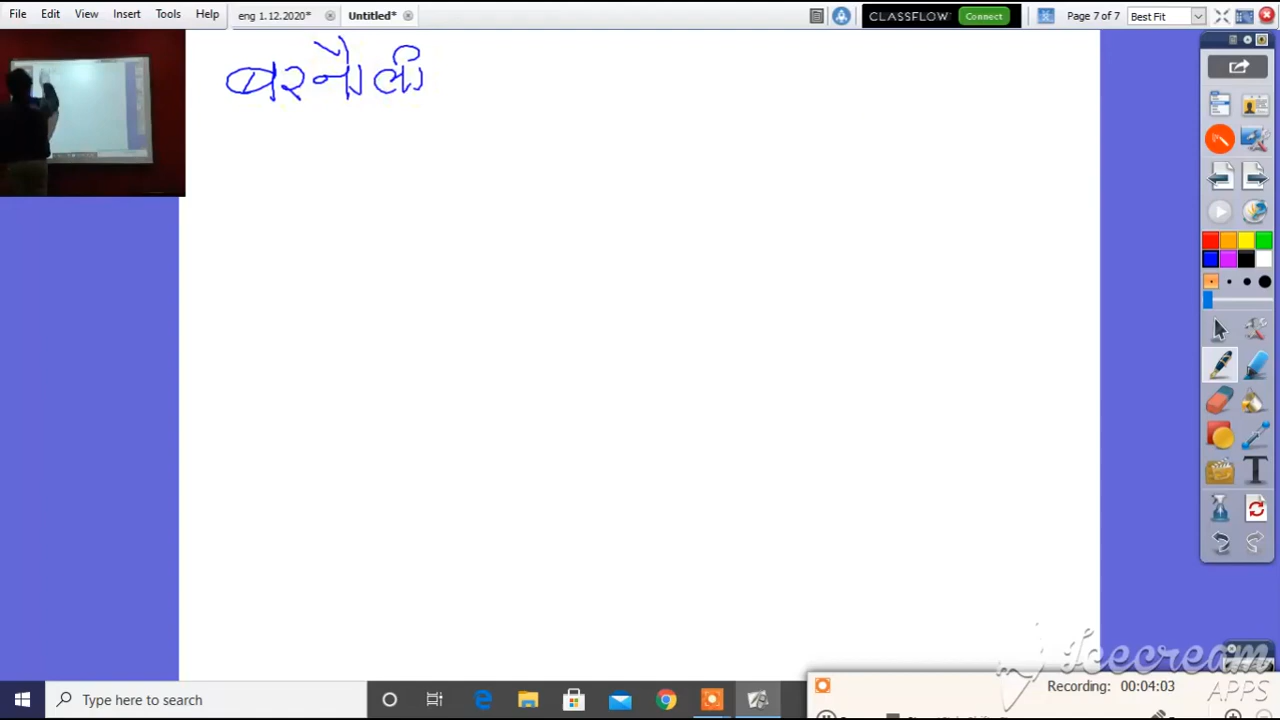 File Edit View Insert Tools Help
eng 1.12.2020*
Untitled*
CLASSFLOW Connect
Page 7 of 7
Best Fit
બરનૌલી
T
Icecream
APPS
Recording: 00:04:03
Type here to search